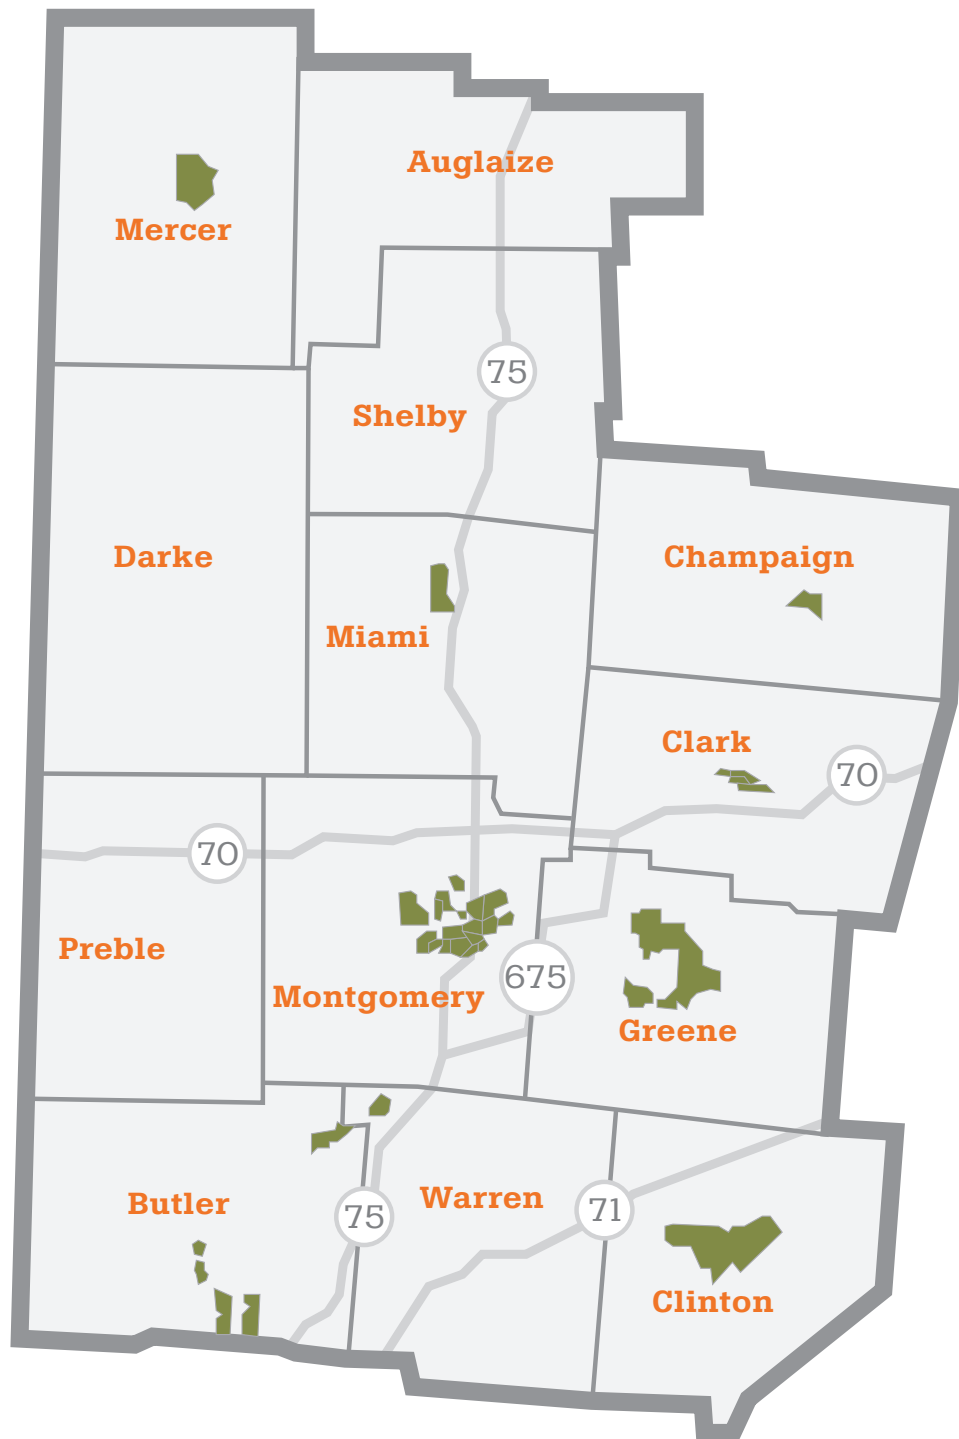 Auglaize
Mercer
75
Shelby
Darke
Champaign
Miami
Clark
70
70
Preble
675
Montgomery
Greene
Butler
Warren
75
71
Clinton